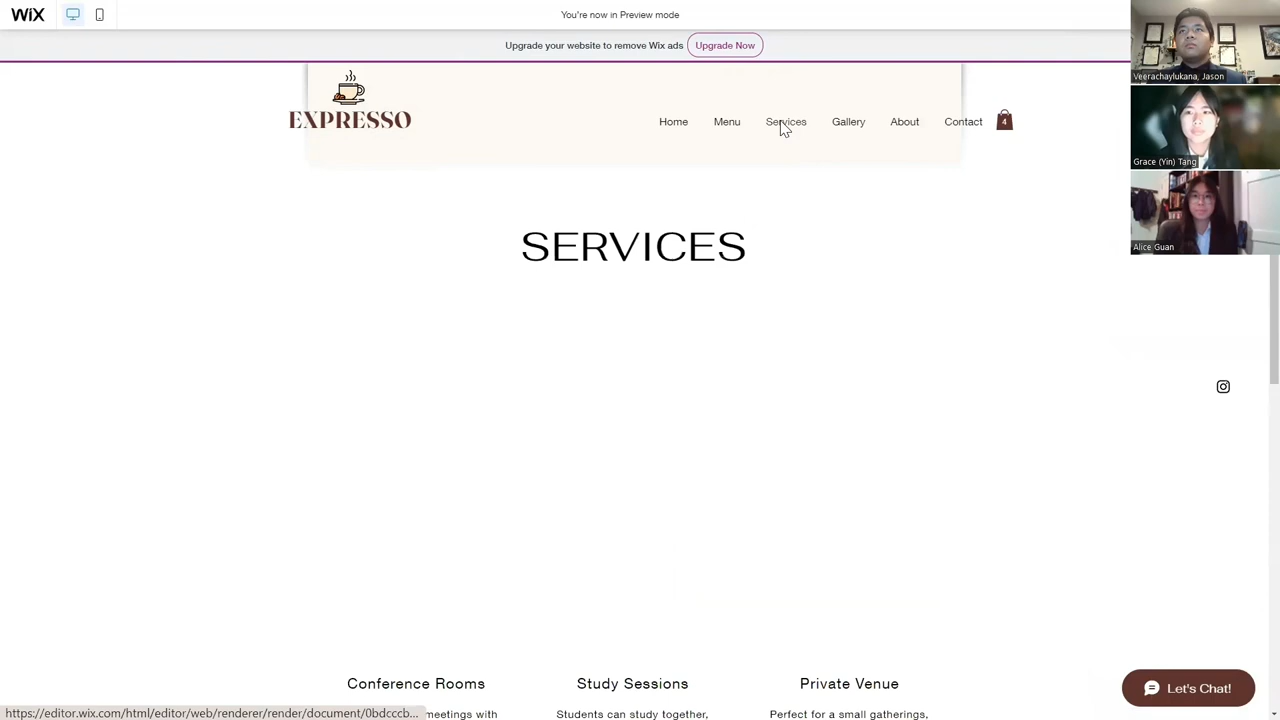 WiX
You're now in Preview mode
Upgrade your website to remove Wix ads
Upgrade Now
Veerachaylukana, Jason
EXPRESSO
Home
Menu
Services
Gallery
About
Contact
4
Grace (Yin) Tang
Alice Guan
SERVICES
Conference Rooms
Study Sessions
Private Venue
Let's Chat!
https://editor.wix.com/html/editor/web/renderer/render/document/0bdcccb...
meetings with
Students can study together,
Perfect for a small gatherings,